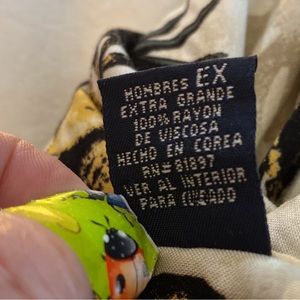 HOMBRES EX
EXTRA GRANDE
100% RAYON
DE VISCOSA
HECHO EN COREA
RN#81897
VER AL INTERIOR
PARA CUIDADO